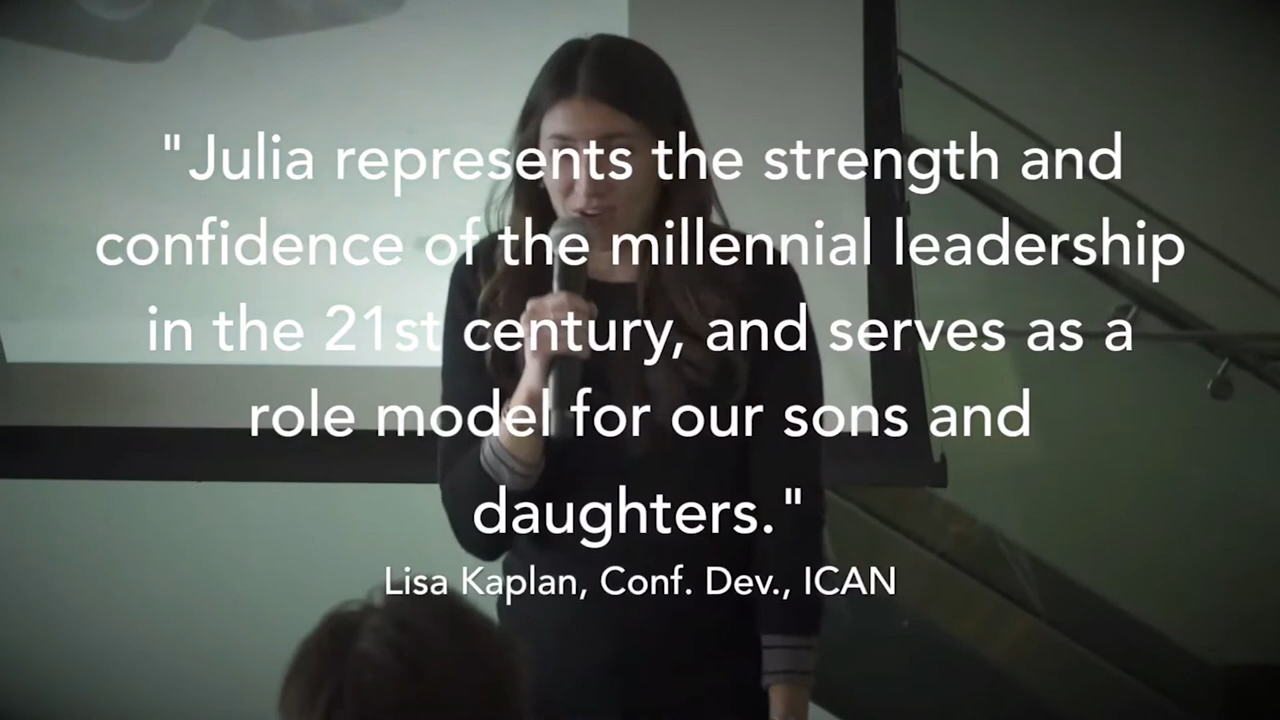 "Julia represents the strength and
confidence of the millennial leadership
in the 21st century, and serves as a
role model for our sons and
daughters."
Lisa Kaplan, Conf. Dev., ICAN